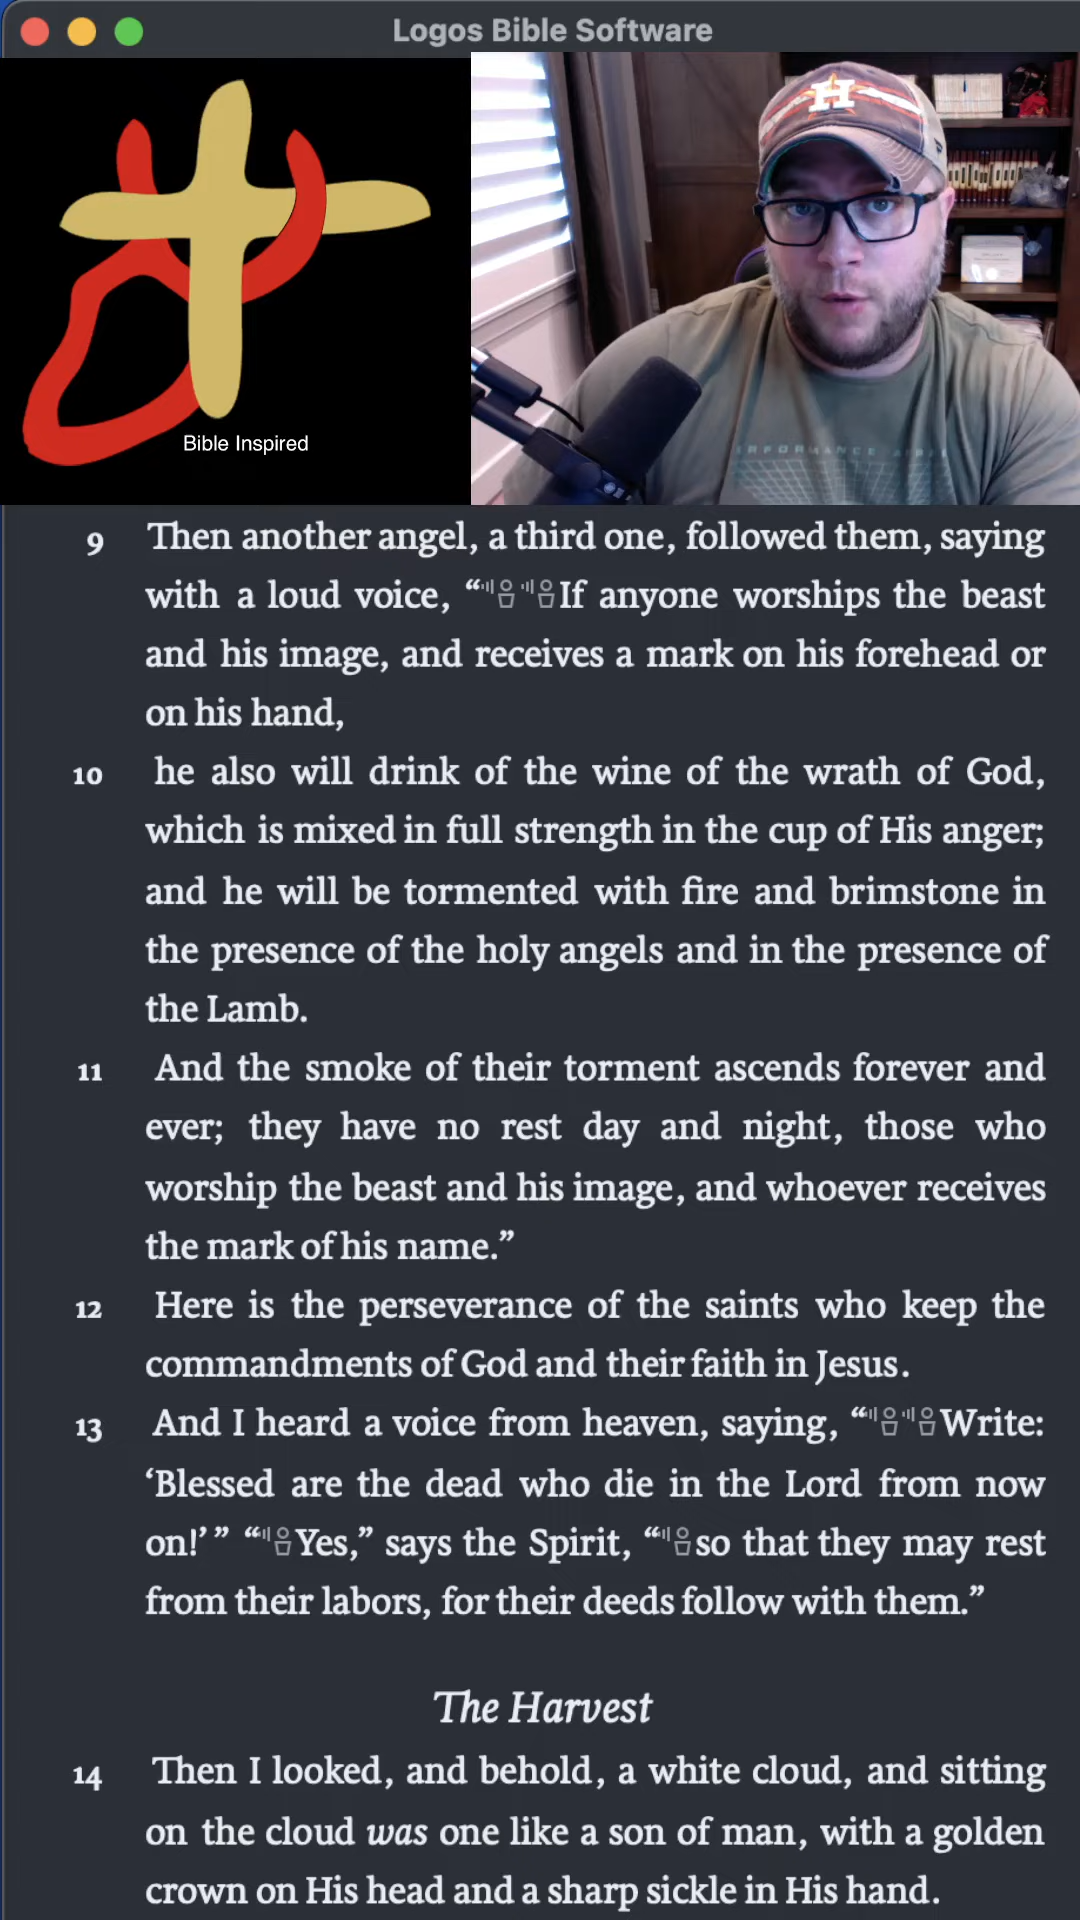 Logos Bible Software
H
Bible Inspired
9 Then another angel, a third one, followed them, saying
with a loud voice, “If anyone worships the beast
and his image, and receives a mark on his forehead or
on his hand,
10 he also will drink of the wine of the wrath of God,
which is mixed in full strength in the cup of His anger;
and he will be tormented with fire and brimstone in
the presence of the holy angels and in the presence of
the Lamb.
11 And the smoke of their torment ascends forever and
ever; they have no rest day and night, those who
worship the beast and his image, and whoever receives
the mark of his name.”
12 Here is the perseverance of the saints who keep the
commandments of God and their faith in Jesus.
13 And I heard a voice from heaven, saying, “Write:
‘Blessed are the dead who die in the Lord from now
on!’ ” “Yes,” says the Spirit, “so that they may rest
from their labors, for their deeds follow with them.”
The Harvest
14 Then I looked, and behold, a white cloud, and sitting
on the cloud was one like a son of man, with a golden
crown on His head and a sharp sickle in His hand.